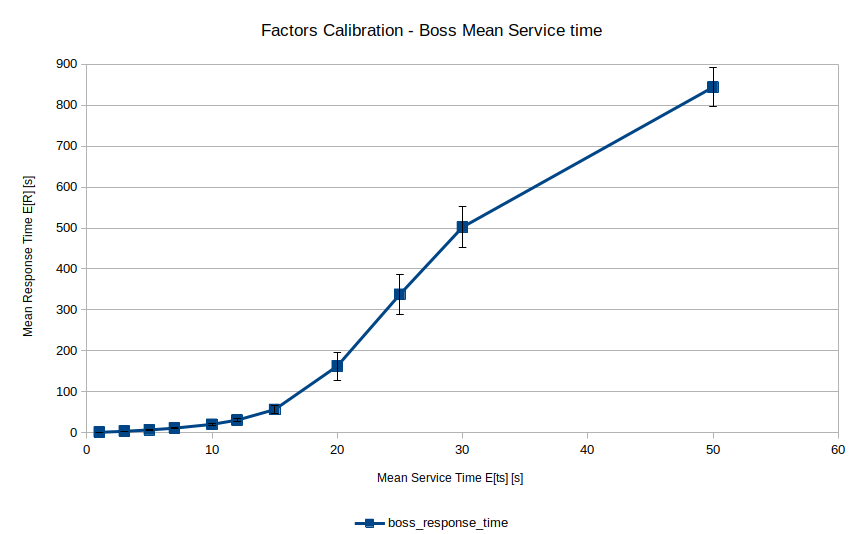 Factors Calibration - Boss Mean Service time
Mean Response Time E[R] [s]
900
800
700
600
500
400
300
200
100
0
0 10 20 30 40 50 60
Mean Service Time E[ts] [s]
boss_response_time